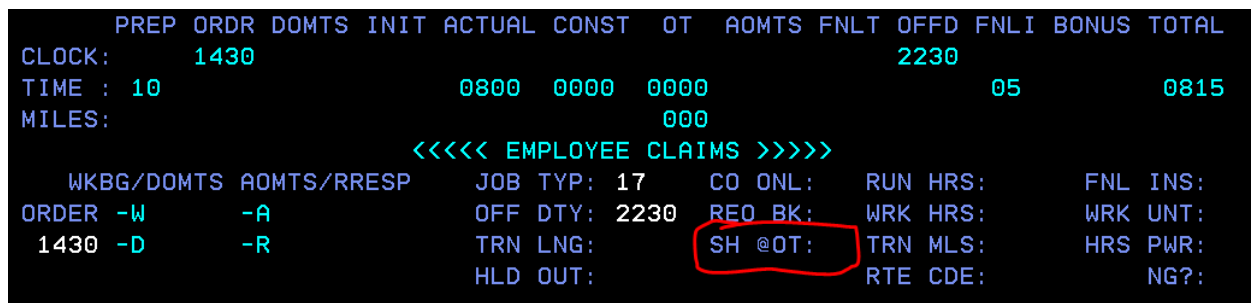 PREP ORDR DOMTS INIT ACTUAL CONST OT AOMTS FNLT OFFD FNLI BONUS TOTAL
CLOCK: 1430 2230
TIME : 10 0800 0000 0000 05 0815
MILES: 000
<<<<< EMPLOYEE CLAIMS >>>>>
WKBG/DOMTS AOMTS/RRESP JOB TYP: 17 CO ONL: RUN HRS: FNL INS:
ORDER -W -A OFF DTY: 2230 REO BK: WRK HRS: WRK UNT:
1430 -D -R TRN LNG: SH @OT: TRN MLS: HRS PWR:
HLD OUT: RTE CDE: NG?: